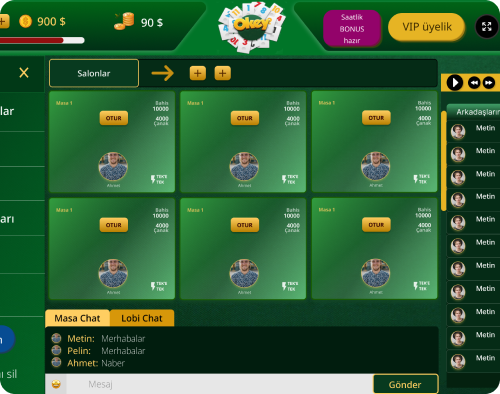 900 $
90 $
Okey
Saatlik
BONUS
hazır
VIP üyelik
Salonlar
Masa 1
OTUR
Bahis
10000
4000
Çanak
Ahmet
TEK'E
TEK
Masa 1
OTUR
Bahis
10000
4000
Çanak
Ahmet
TEK'E
TEK
Masa 1
OTUR
Bahis
10000
4000
Çanak
Ahmet
TEK'E
TEK
Masa 1
OTUR
Bahis
10000
4000
Çanak
Ahmet
TEK'E
TEK
Masa 1
OTUR
Bahis
10000
4000
Çanak
Ahmet
TEK'E
TEK
Masa 1
OTUR
Bahis
10000
4000
Çanak
Ahmet
TEK'E
TEK
lar
arı
ı sil
Arkadaşların
Metin
Metin
Metin
Metin
Metin
Metin
Metin
Metin
Metin
Metin
Masa Chat
Lobi Chat
Metin: Merhabalar
Pelin: Merhabalar
Ahmet: Naber
Mesaj
Gönder